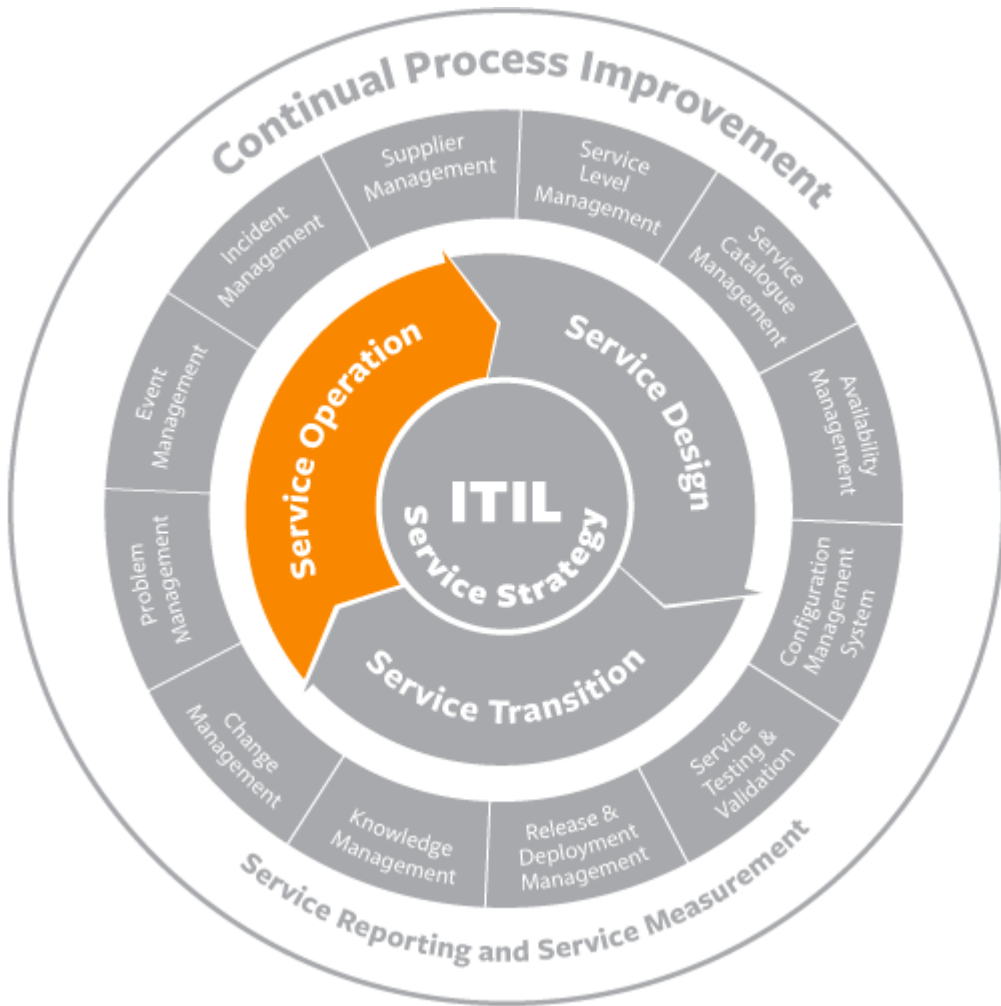 Continual Process Improvement
Supplier
Management
Service
Level
Management
Service
Catalogue
Management
Availability
Management
Configuration
Management
System
Service
Testing &
Validation
Release &
Deployment
Management
Knowledge
Management
Change
Management
Problem
Management
Event
Management
Incident
Management
Service Operation
Service Design
Service Transition
ITIL
Service Strategy
Service Reporting and Service Measurement